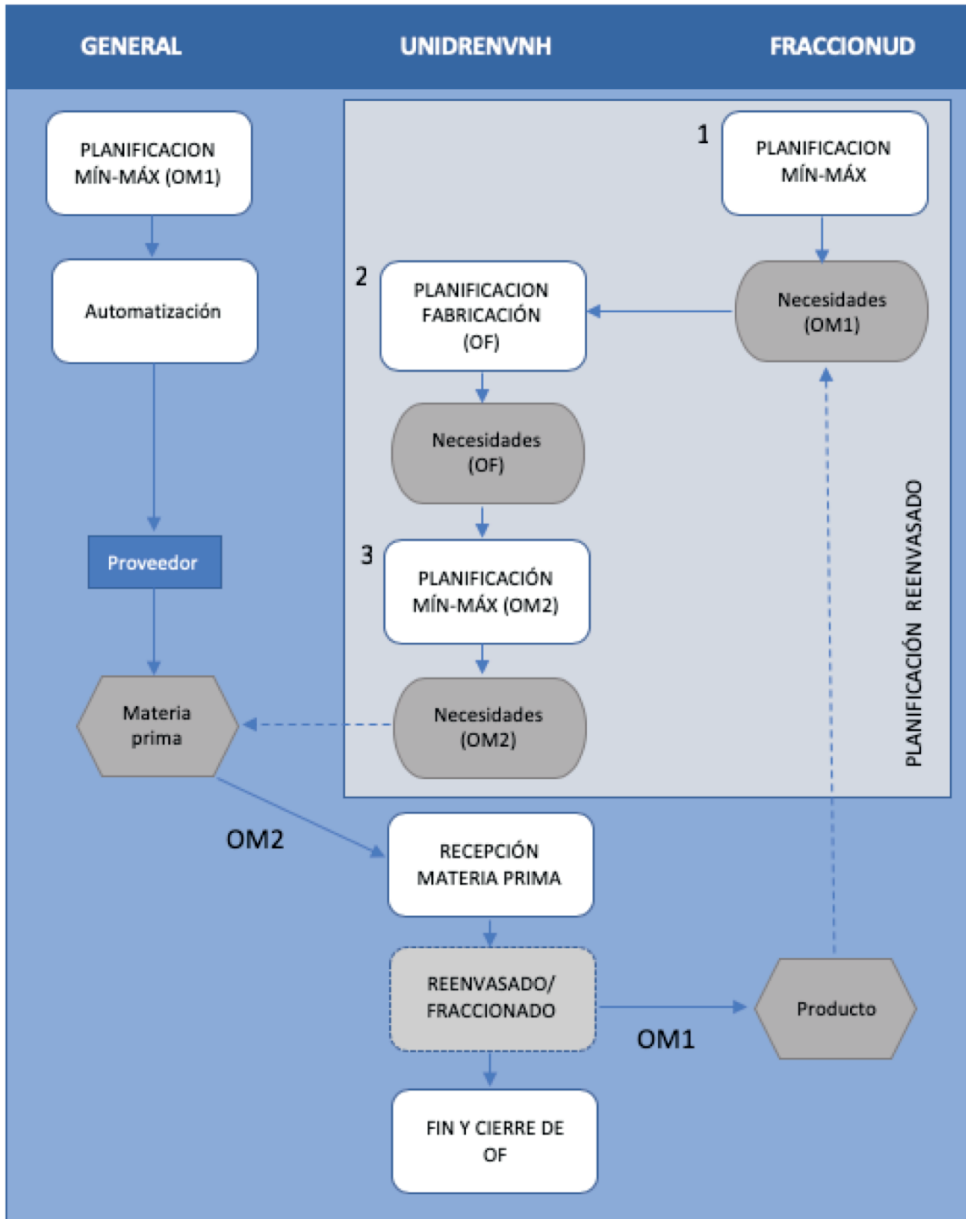 GENERAL
UNIDRENVNH
FRACCIONUD
PLANIFICACION
MÍN-MÁX (OM1)
Automatización
Proveedor
Materia
prima
OM2
1
PLANIFICACION
MÍN-MÁX
Necesidades
(OM1)
2
PLANIFICACION
FABRICACIÓN
(OF)
Necesidades
(OF)
3
PLANIFICACIÓN
MÍN-MÁX (OM2)
Necesidades
(OM2)
PLANIFICACIÓN REENVASADO
RECEPCIÓN
MATERIA PRIMA
REENVASADO/
FRACCIONADO
OM1
Producto
FIN Y CIERRE DE
OF